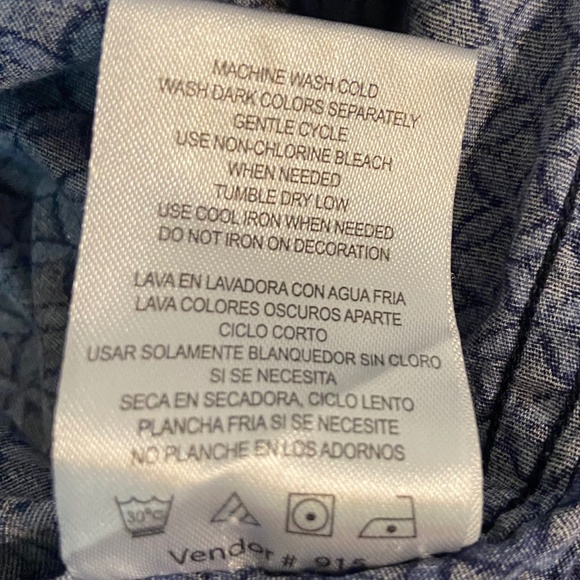 MACHINE WASH COLD
WASH DARK COLORS SEPARATELY
GENTLE CYCLE
USE NON-CHLORINE BLEACH
WHEN NEEDED
TUMBLE DRY LOW
USE COOL IRON WHEN NEEDED
DO NOT IRON ON DECORATION
LAVA EN LAVADORA CON AGUA FRIA
LAVA COLORES OSCUROS APARTE
CICLO CORTO
USAR SOLAMENTE BLANQUEDOR SIN CLORO
SI SE NECESITA
SECA EN SECADORA, CICLO LENTO
PLANCHA FRIA SI SE NECESITE
NO PLANCHE EN LOS ADORNOS
30°C
Vendor #